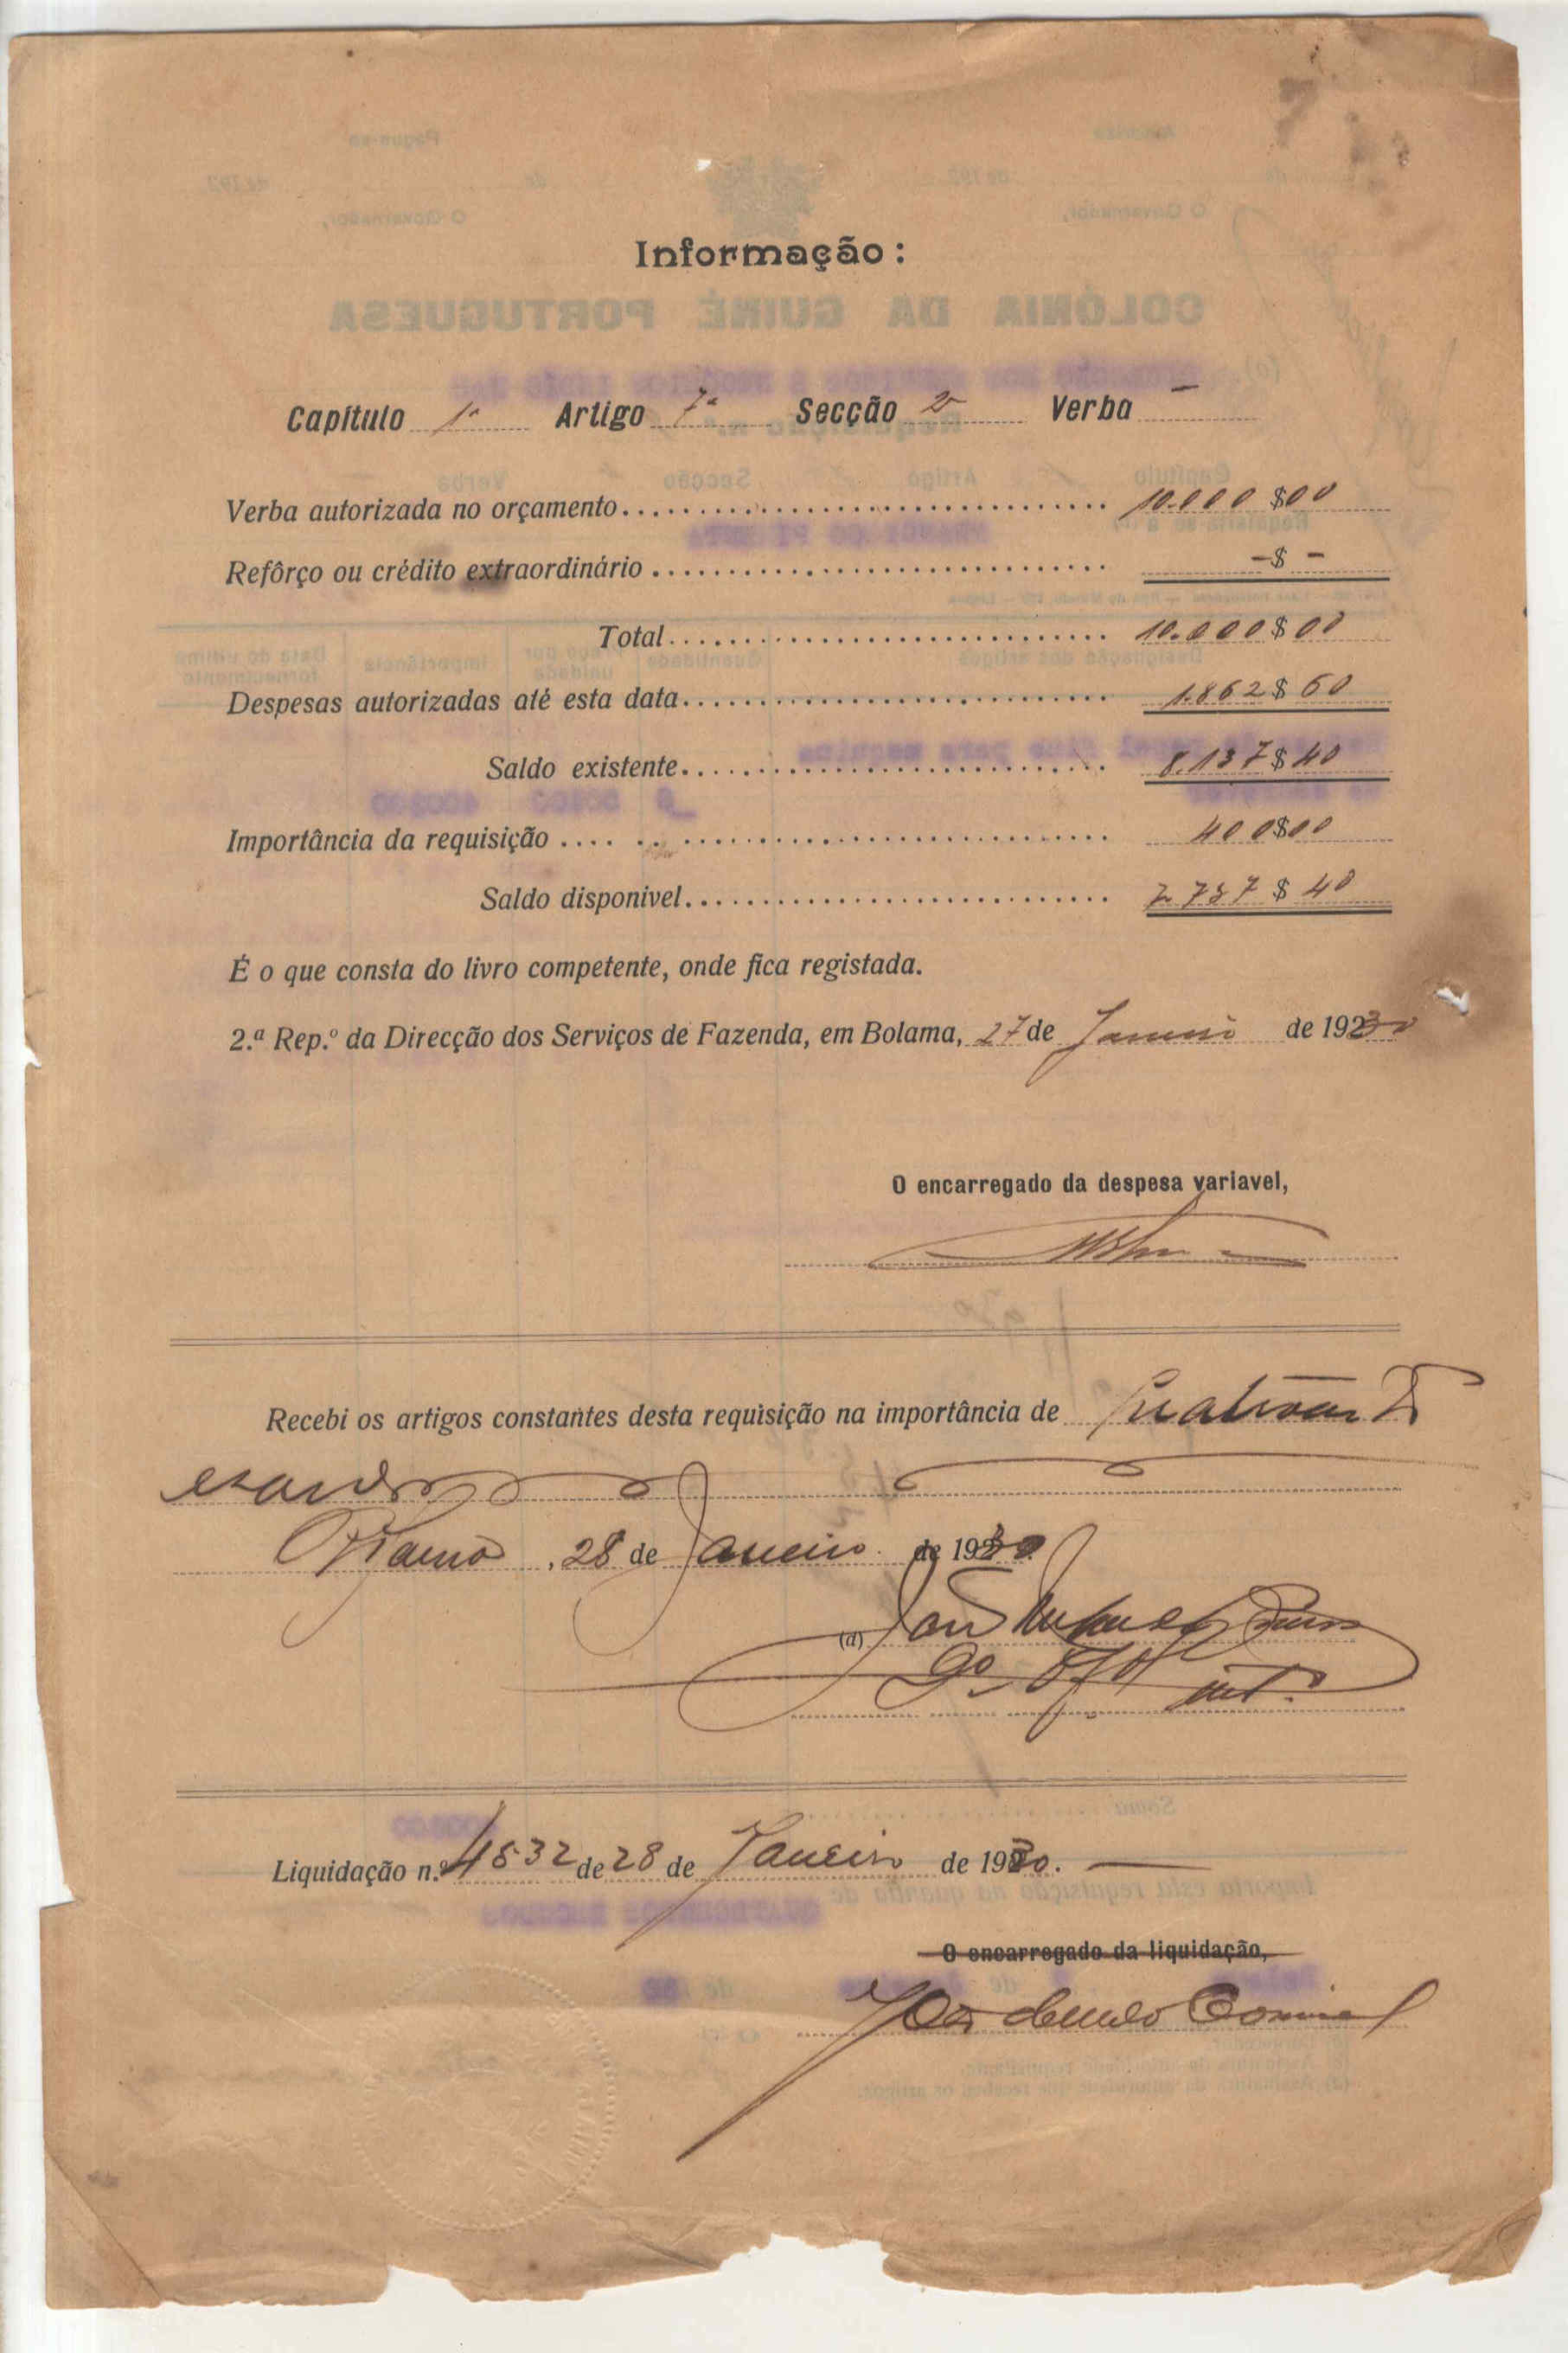 Informação:
Capítulo 1º Artigo 7º Secção 2ª Verba —
Verba autorizada no orçamento 10.000$00
Refôrço ou crédito extraordinário -$-
Total 10.000$00
Despesas autorizadas até esta data 1.862$60
Saldo existente 8.137$40
Importância da requisição 400$00
Saldo disponivel 7.737$40
É o que consta do livro competente, onde fica registada.
2.ª Rep.º da Direcção dos Serviços de Fazenda, em Bolama, 27 de Janeiro de 1930
O encarregado da despesa variavel,
Recebi os artigos constantes desta requisição na importância de
escudos
Bolama, 28 de Janeiro de 1930
(d)
int.
Liquidação n.º 4532 de 28 de Janeiro de 1930.
O encarregado da liquidação,